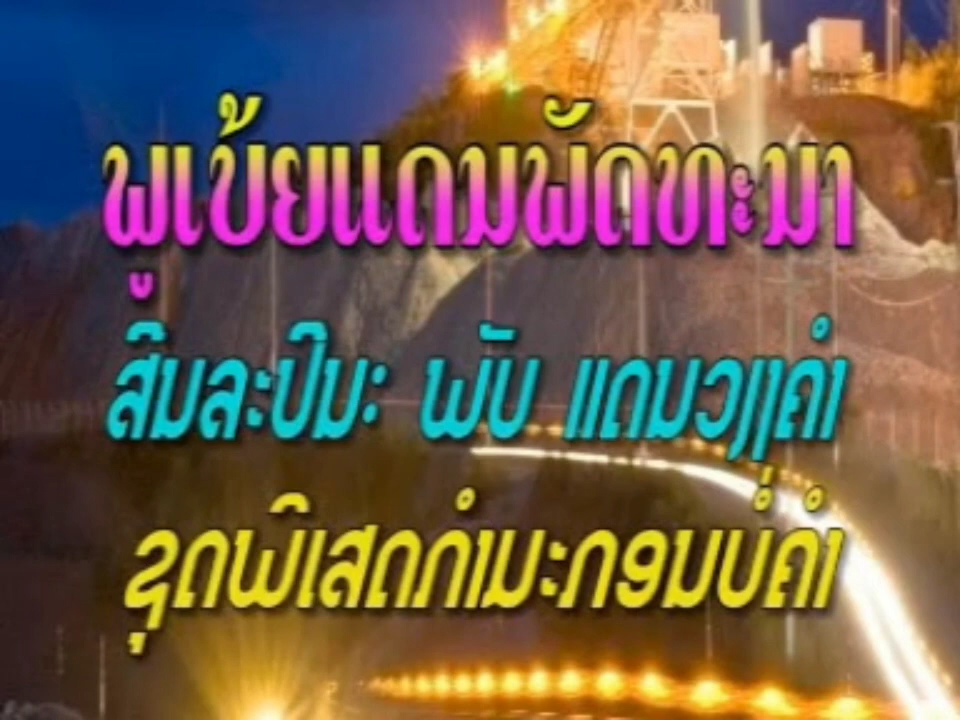 ພູເບ້ຍແດນພັດທະນາ
ສິນລະປິນ: ພັບ ແດນວຽງຄຳ
ຊຸດພິເສດກຳມະກອນບໍ່ຄຳ